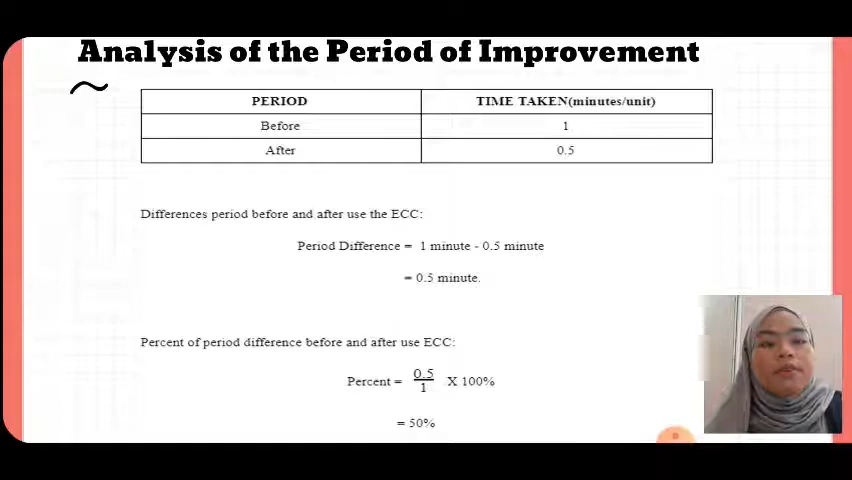 Analysis of the Period of Improvement
PERIOD TIME TAKEN(minutes/unit)
Before 1
After 0.5
Differences period before and after use the ECC:
Period Difference = 1 minute - 0.5 minute
= 0.5 minute.
Percent of period difference before and after use ECC:
Percent = 0.5/1 X 100%
= 50%